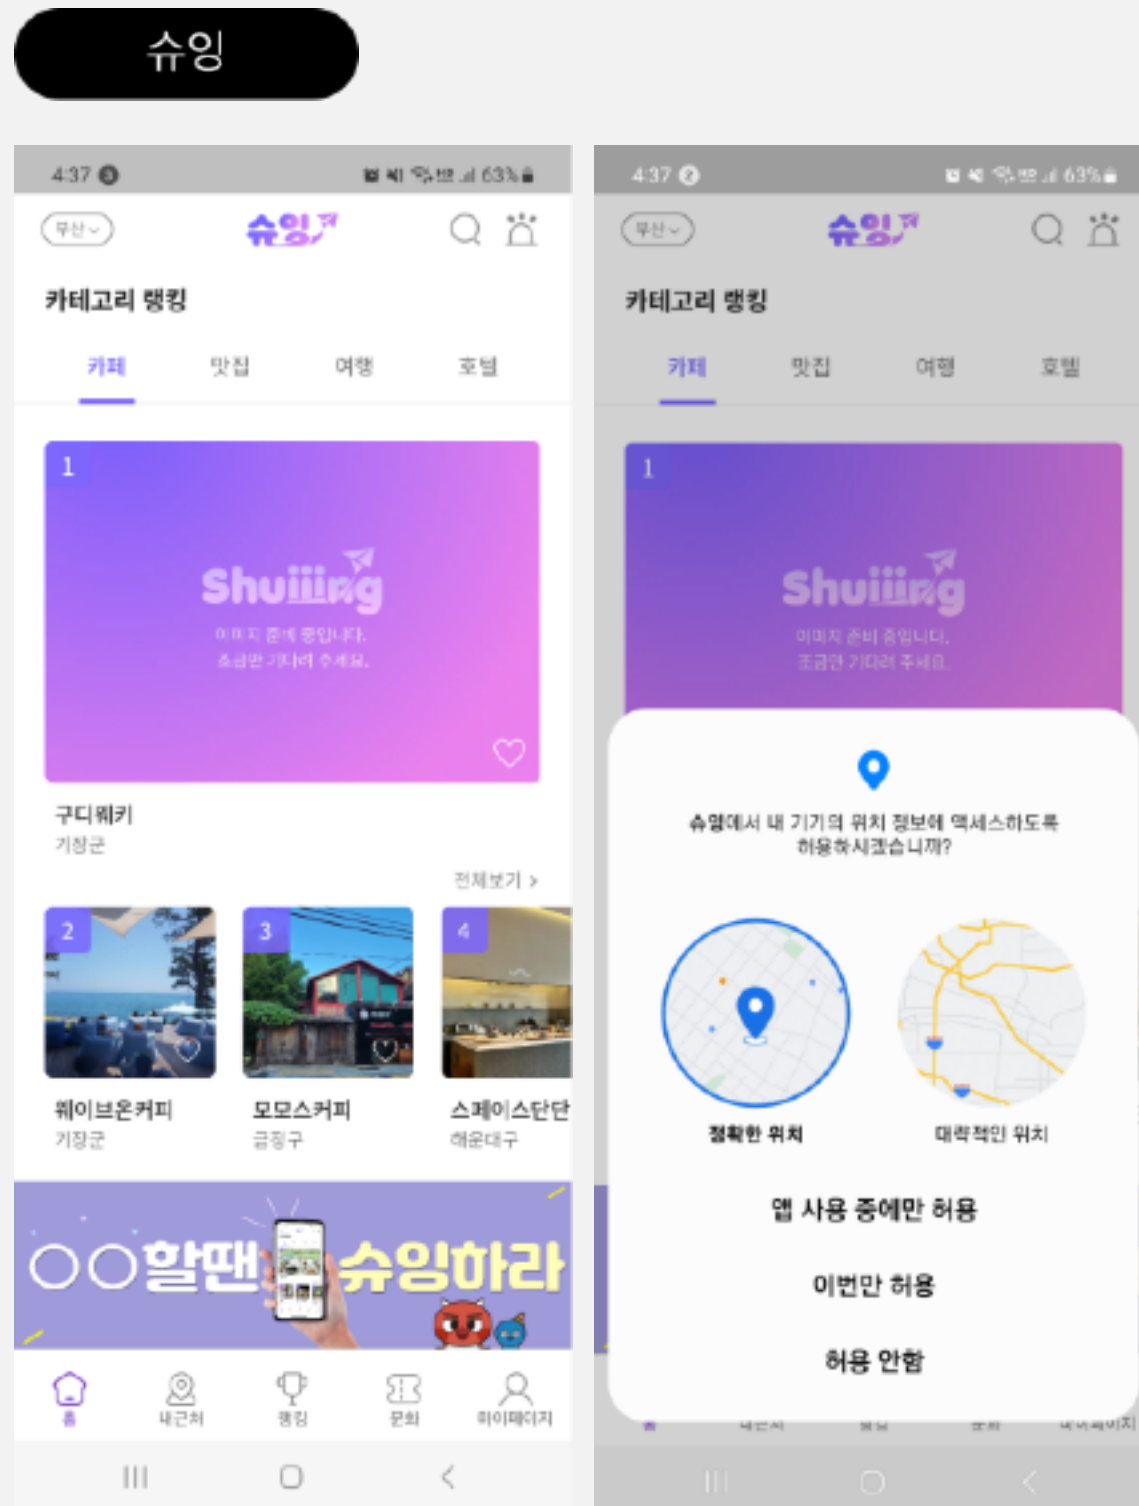 슈잉
4:37
63%
부산
슈잉
카테고리 랭킹
카페 맛집 여행 호텔
1
Shuiiing
이미지 준비 중입니다.
조금만 기다려 주세요.
구디웨키
기장군
전체보기 >
2 3 4
웨이브온커피 모모스커피 스페이스단단
기장군 금정구 해운대구
○○할땐 슈잉하라
홈 내근처 랭킹 문화 마이페이지
4:37 2
63%
부산
슈잉
카테고리 랭킹
카페 맛집 여행 호텔
1
Shuiiing
이미지 준비 중입니다.
조금만 기다려 주세요.
슈잉에서 내 기기의 위치 정보에 액세스하도록
허용하시겠습니까?
정확한 위치 대략적인 위치
앱 사용 중에만 허용
이번만 허용
허용 안함